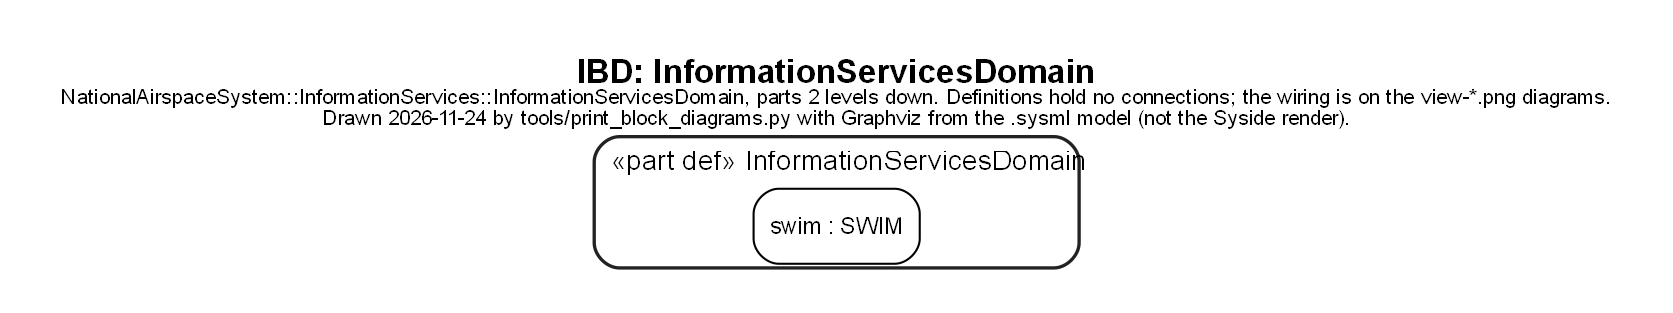 IBD: InformationServicesDomain
NationalAirspaceSystem::InformationServices::InformationServicesDomain, parts 2 levels down. Definitions hold no connections; the wiring is on the view-*.png diagrams.
Drawn 2026-11-24 by tools/print_block_diagrams.py with Graphviz from the .sysml model (not the Syside render).
«part def» InformationServicesDomain
swim : SWIM